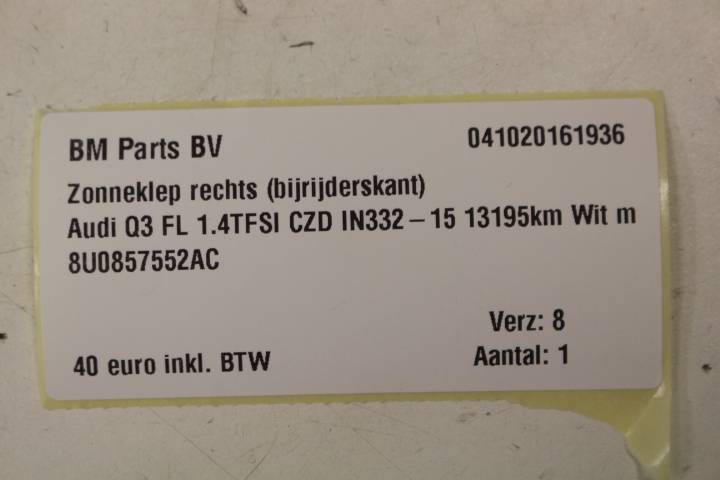 BM Parts BV 041020161936
Zonneklep rechts (bijrijderskant)
Audi Q3 FL 1.4TFSI CZD IN332-15 13195km Wit m
8U0857552AC
Verz: 8
40 euro inkl. BTW Aantal: 1